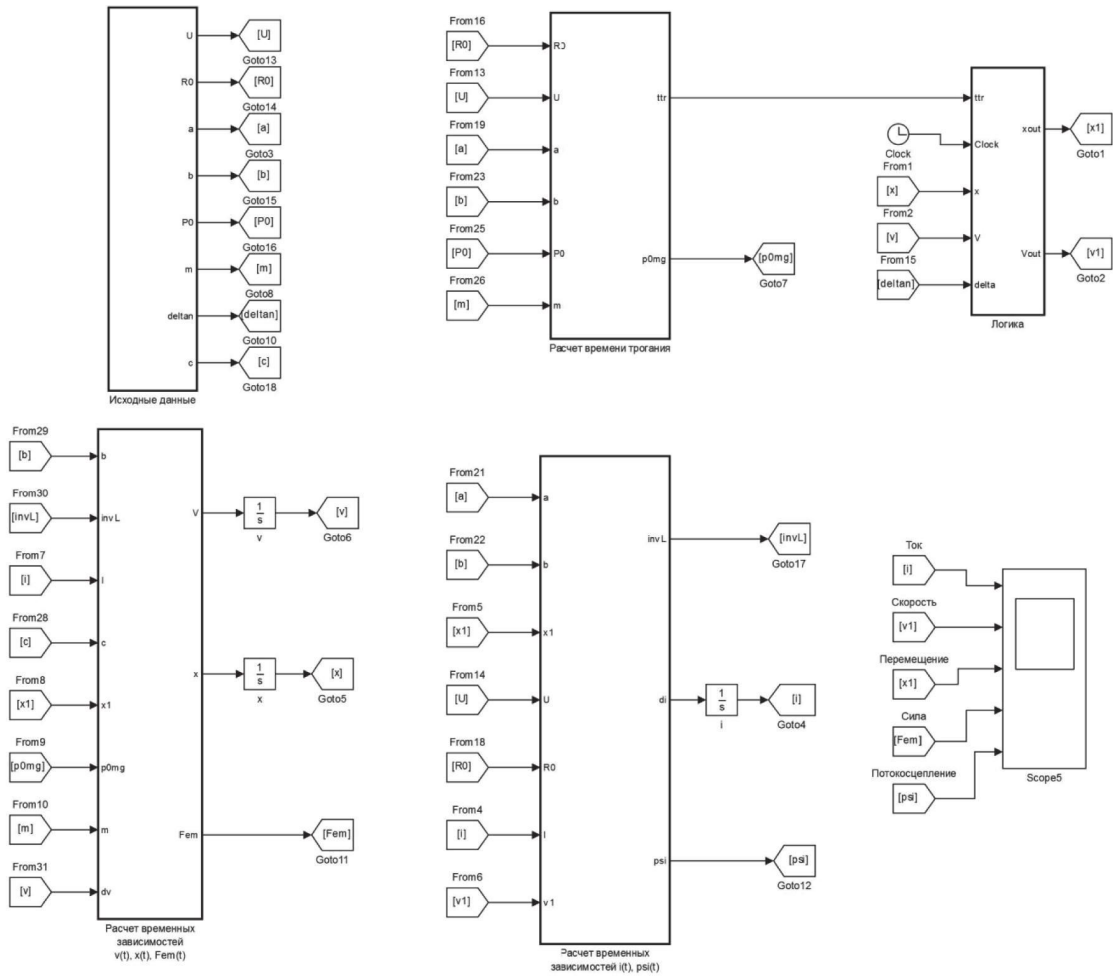 U
[U]
Goto13
R0
[R0]
Goto14
a
[a]
Goto3
b
[b]
Goto15
P0
[P0]
Goto16
m
[m]
Goto8
deltan
[deltan]
Goto10
c
[c]
Goto18
Исходные данные
From16
[R0]
R0
From13
[U]
U
From19
[a]
a
From23
[b]
b
From25
[P0]
P0
From26
[m]
m
ttr
p0mg
[p0mg]
Goto7
Расчет времени трогания
ttr
Clock
Clock
From1
[x]
x
From2
[v]
V
From15
[deltan]
delta
xout
[x1]
Goto1
Vout
[v1]
Goto2
Логика
From29
[b]
b
From30
[invL]
invL
From7
[i]
I
From28
[c]
c
From8
[x1]
x1
From9
[p0mg]
p0mg
From10
[m]
m
From31
[v]
dv
V
1
s
v
[v]
Goto6
x
1
s
x
[x]
Goto5
Fem
[Fem]
Goto11
Расчет временных
зависимостей
v(t), x(t), Fem(t)
From21
[a]
a
From22
[b]
b
From5
[x1]
x1
From14
[U]
U
From18
[R0]
R0
From4
[i]
I
From6
[v1]
v1
invL
[invL]
Goto17
di
1
s
i
[i]
Goto4
psi
[psi]
Goto12
Расчет временных
зависимостей i(t), psi(t)
Ток
[i]
Скорость
[v1]
Перемещение
[x1]
Сила
[Fem]
Потокосцепление
[psi]
Scope5